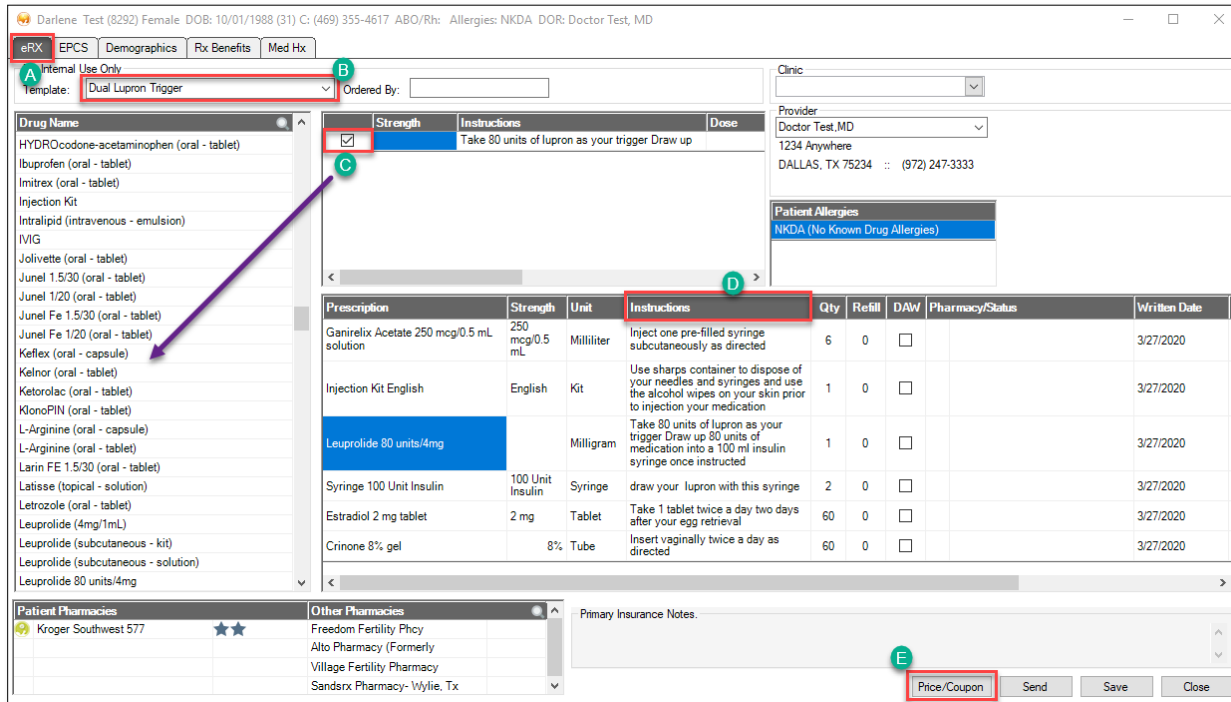 Darlene Test (8292) Female DOB: 10/01/1988 (31) C: (469) 355-4617 ABO/Rh: Allergies: NKDA DOR: Doctor Test, MD
eRX EPCS Demographics Rx Benefits Med Hx
A Internal Use Only B
Template: Dual Lupron Trigger Ordered By:
Clinic
Provider
Doctor Test,MD
1234 Anywhere
DALLAS, TX 75234 :: (972) 247-3333
Patient Allergies
NKDA (No Known Drug Allergies)
Drug Name
HYDROcodone-acetaminophen (oral - tablet)
Ibuprofen (oral - tablet)
Imitrex (oral - tablet)
Injection Kit
Intralipid (intravenous - emulsion)
IVIG
Jolivette (oral - tablet)
Junel 1.5/30 (oral - tablet)
Junel 1/20 (oral - tablet)
Junel Fe 1.5/30 (oral - tablet)
Junel Fe 1/20 (oral - tablet)
Keflex (oral - capsule)
Kelnor (oral - tablet)
Ketorolac (oral - tablet)
KlonoPIN (oral - tablet)
L-Arginine (oral - capsule)
L-Arginine (oral - tablet)
Larin FE 1.5/30 (oral - tablet)
Latisse (topical - solution)
Letrozole (oral - tablet)
Leuprolide (4mg/1mL)
Leuprolide (subcutaneous - kit)
Leuprolide (subcutaneous - solution)
Leuprolide 80 units/4mg
Strength Instructions Dose
Take 80 units of lupron as your trigger Draw up
C
D
Prescription Strength Unit Instructions Qty Refill DAW Pharmacy/Status Written Date
Ganirelix Acetate 250 mcg/0.5 mL
solution
250
mcg/0.5
mL
Milliliter
Inject one pre-filled syringe
subcutaneously as directed
6 0 3/27/2020
Injection Kit English English Kit
Use sharps container to dispose of
your needles and syringes and use
the alcohol wipes on your skin prior
to injection your medication
1 0 3/27/2020
Leuprolide 80 units/4mg Milligram
Take 80 units of lupron as your
trigger Draw up 80 units of
medication into a 100 ml insulin
syringe once instructed
1 0 3/27/2020
Syringe 100 Unit Insulin
100 Unit
Insulin
Syringe draw your lupron with this syringe 2 0 3/27/2020
Estradiol 2 mg tablet 2 mg Tablet
Take 1 tablet twice a day two days
after your egg retrieval
60 0 3/27/2020
Crinone 8% gel 8% Tube
Insert vaginally twice a day as
directed
60 0 3/27/2020
Patient Pharmacies
Kroger Southwest 577
Other Pharmacies
Freedom Fertility Phcy
Alto Pharmacy (Formerly
Village Fertility Pharmacy
Sandsrx Pharmacy- Wylie, Tx
Primary Insurance Notes.
E
Price/Coupon Send Save Close